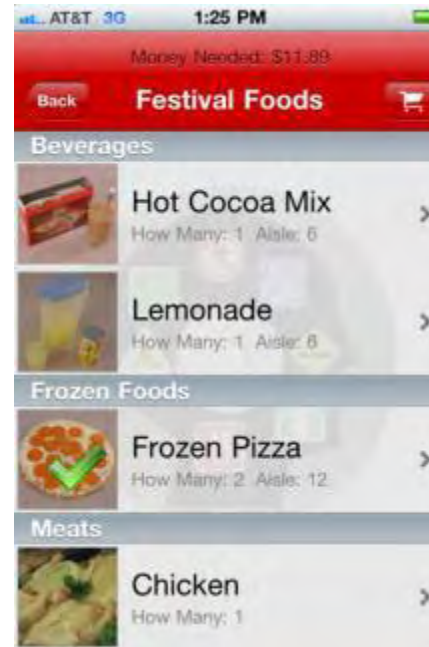 AT&T 3G 1:25 PM
Money Needed: $11.89
Back Festival Foods
Beverages
Hot Cocoa Mix
How Many: 1 Aisle: 6
Lemonade
How Many: 1 Aisle: 6
Frozen Foods
Frozen Pizza
How Many: 2 Aisle: 12
Meats
Chicken
How Many: 1